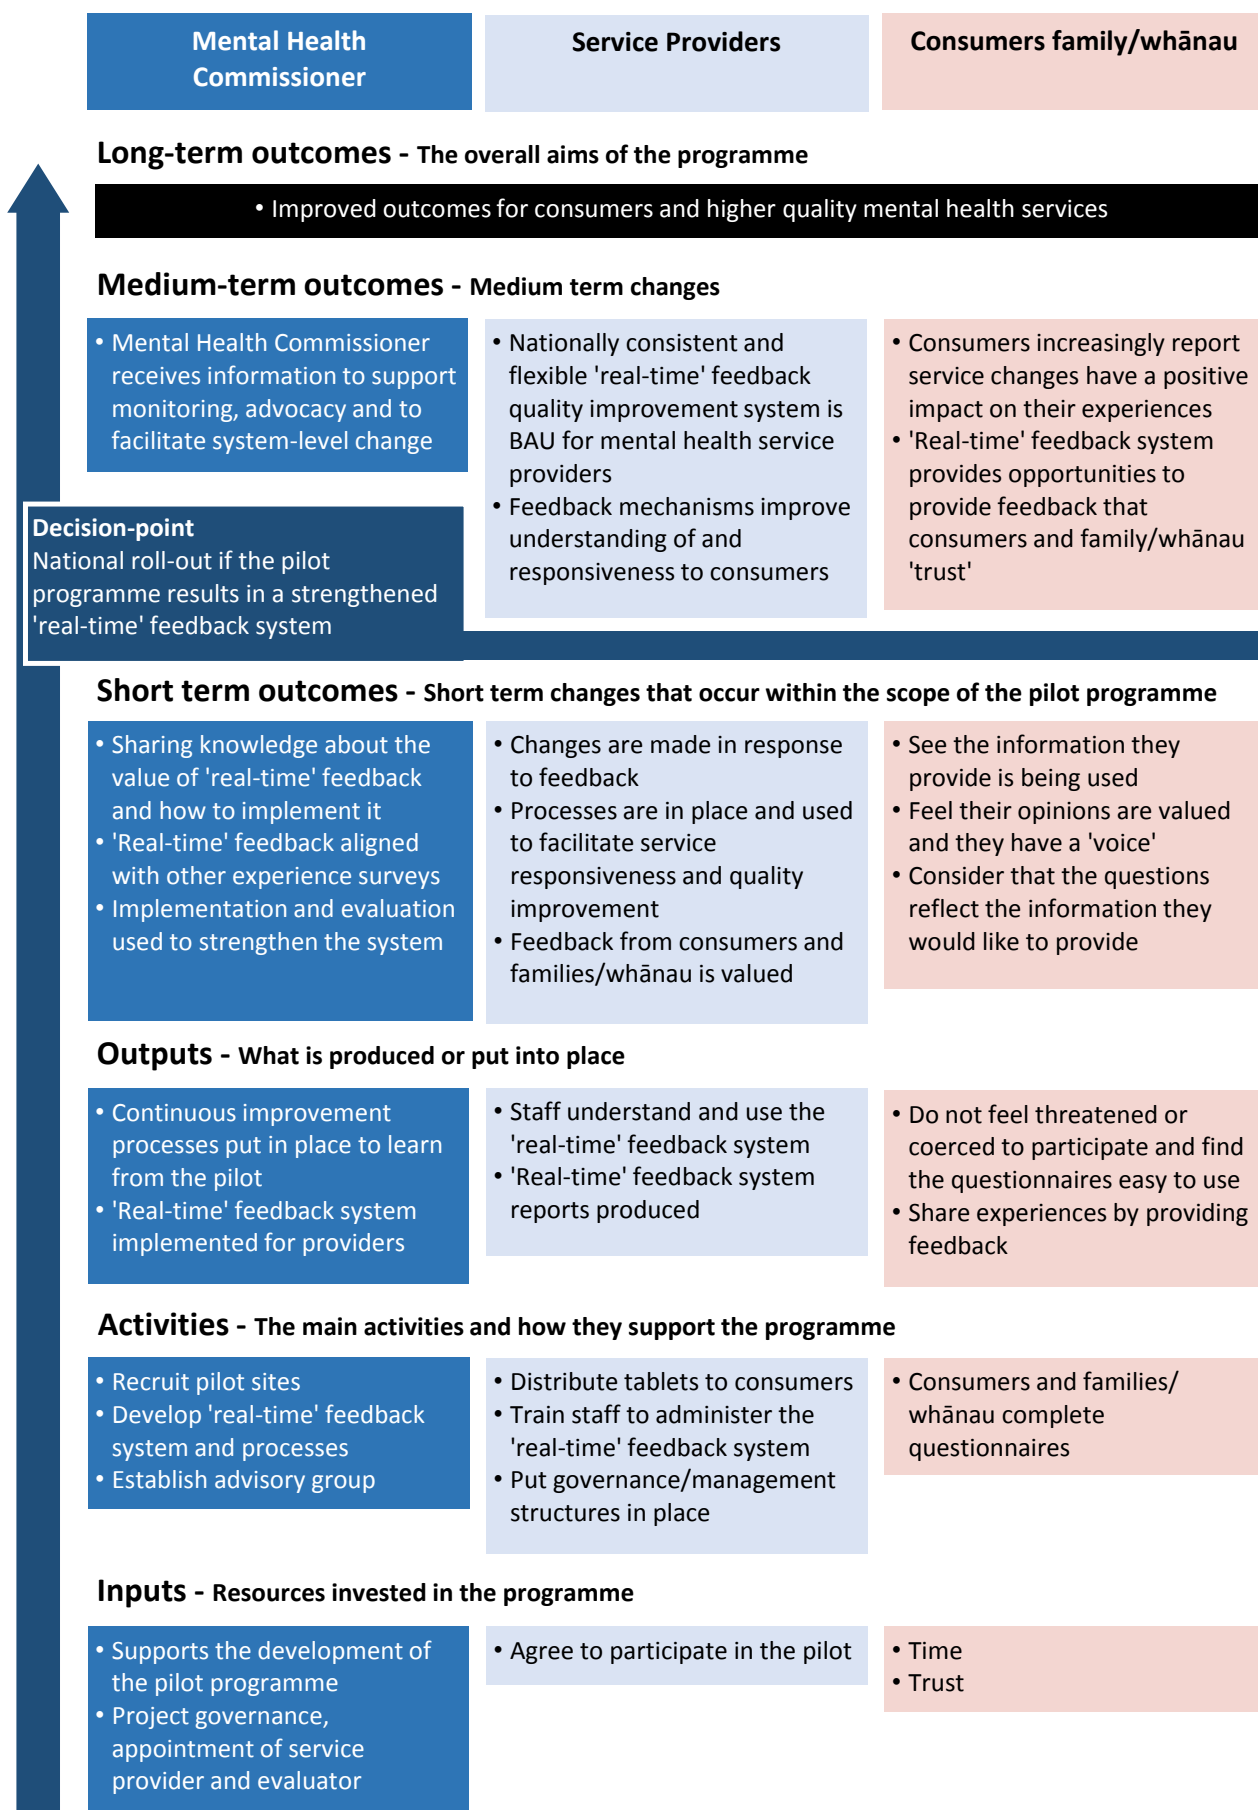 Mental Health
Commissioner
Service Providers
Consumers family/whānau
Long-term outcomes - The overall aims of the programme
• Improved outcomes for consumers and higher quality mental health services
Medium-term outcomes - Medium term changes
• Mental Health Commissioner
receives information to support
monitoring, advocacy and to
facilitate system-level change
• Nationally consistent and
flexible 'real-time' feedback
quality improvement system is
BAU for mental health service
providers
• Feedback mechanisms improve
understanding of and
responsiveness to consumers
• Consumers increasingly report
service changes have a positive
impact on their experiences
• 'Real-time' feedback system
provides opportunities to
provide feedback that
consumers and family/whānau
'trust'
Decision-point
National roll-out if the pilot
programme results in a strengthened
'real-time' feedback system
Short term outcomes - Short term changes that occur within the scope of the pilot programme
• Sharing knowledge about the
value of 'real-time' feedback
and how to implement it
• 'Real-time' feedback aligned
with other experience surveys
• Implementation and evaluation
used to strengthen the system
• Changes are made in response
to feedback
• Processes are in place and used
to facilitate service
responsiveness and quality
improvement
• Feedback from consumers and
families/whānau is valued
• See the information they
provide is being used
• Feel their opinions are valued
and they have a 'voice'
• Consider that the questions
reflect the information they
would like to provide
Outputs - What is produced or put into place
• Continuous improvement
processes put in place to learn
from the pilot
• 'Real-time' feedback system
implemented for providers
• Staff understand and use the
'real-time' feedback system
• 'Real-time' feedback system
reports produced
• Do not feel threatened or
coerced to participate and find
the questionnaires easy to use
• Share experiences by providing
feedback
Activities - The main activities and how they support the programme
• Recruit pilot sites
• Develop 'real-time' feedback
system and processes
• Establish advisory group
• Distribute tablets to consumers
• Train staff to administer the
'real-time' feedback system
• Put governance/management
structures in place
• Consumers and families/
whānau complete
questionnaires
Inputs - Resources invested in the programme
• Supports the development of
the pilot programme
• Project governance,
appointment of service
provider and evaluator
• Agree to participate in the pilot
• Time
• Trust